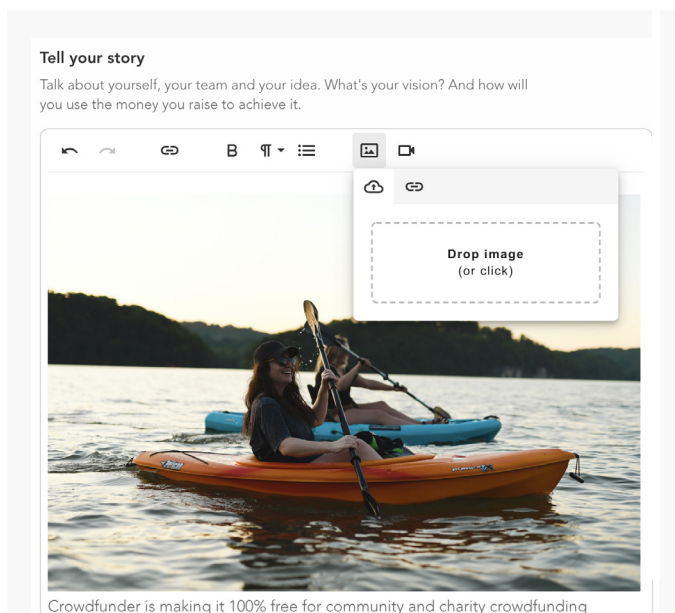 Tell your story
Talk about yourself, your team and your idea. What's your vision? And how will
you use the money you raise to achieve it.
B
Drop image
(or click)
Pelican
Crowdfunder is making it 100% free for community and charity crowdfunding